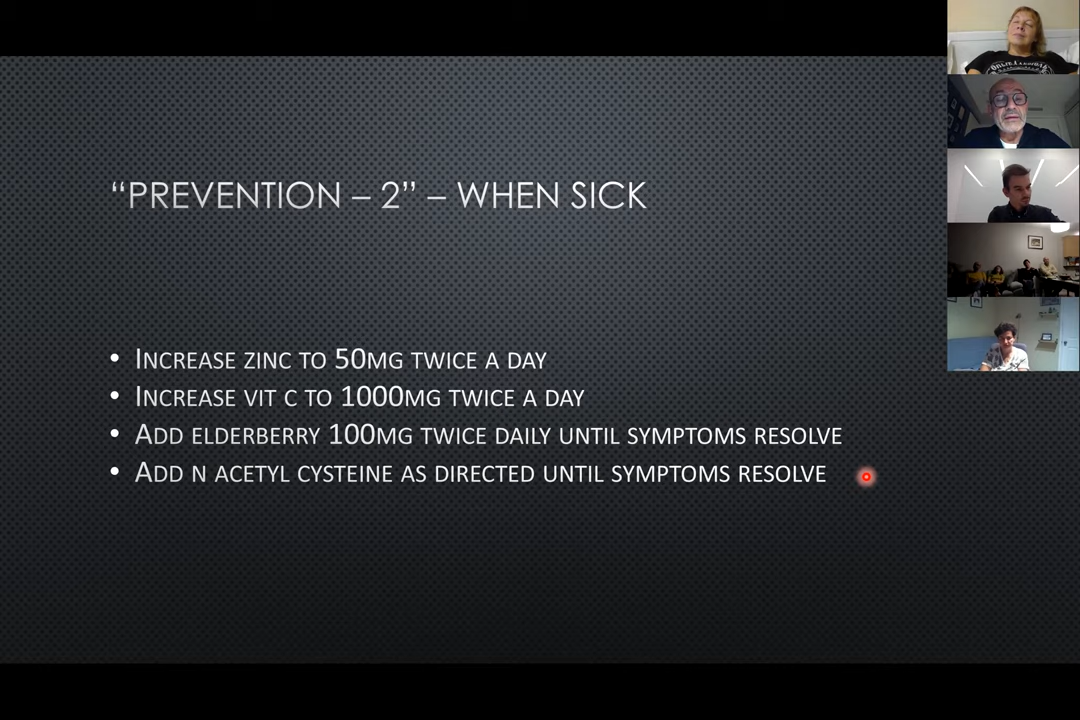 “PREVENTION – 2” – WHEN SICK
• INCREASE ZINC TO 50MG TWICE A DAY
• INCREASE VIT C TO 1000MG TWICE A DAY
• ADD ELDERBERRY 100MG TWICE DAILY UNTIL SYMPTOMS RESOLVE
• ADD N ACETYL CYSTEINE AS DIRECTED UNTIL SYMPTOMS RESOLVE